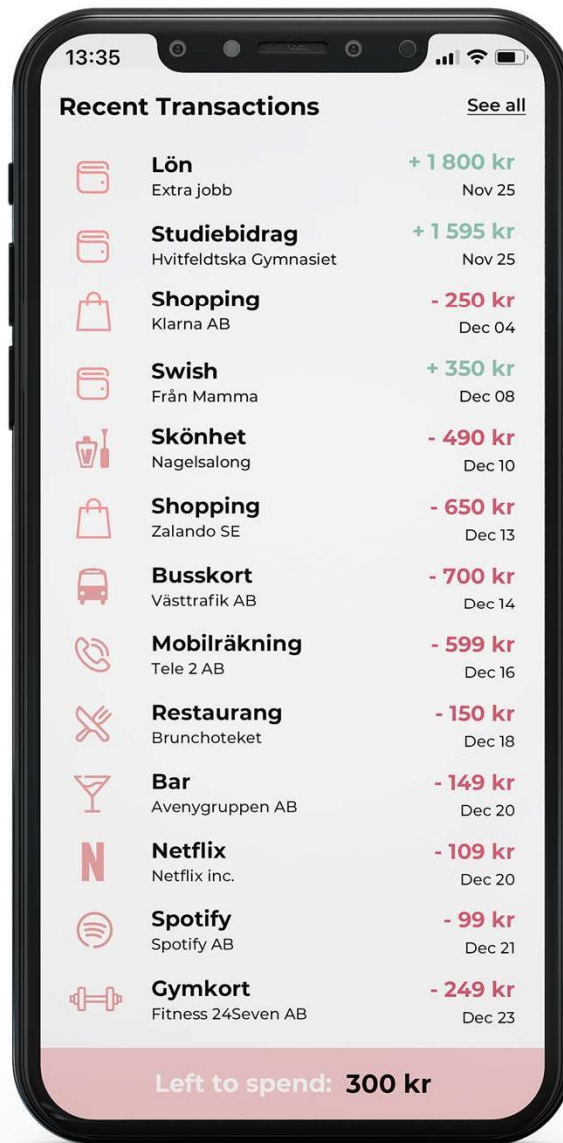 13:35
Recent Transactions See all
Lön + 1 800 kr
Extra jobb Nov 25
Studiebidrag + 1 595 kr
Hvitfeldtska Gymnasiet Nov 25
Shopping - 250 kr
Klarna AB Dec 04
Swish + 350 kr
Från Mamma Dec 08
Skönhet - 490 kr
Nagelsalong Dec 10
Shopping - 650 kr
Zalando SE Dec 13
Busskort - 700 kr
Västtrafik AB Dec 14
Mobilräkning - 599 kr
Tele 2 AB Dec 16
Restaurang - 150 kr
Brunchoteket Dec 18
Bar - 149 kr
Avenygruppen AB Dec 20
N Netflix - 109 kr
Netflix inc. Dec 20
Spotify - 99 kr
Spotify AB Dec 21
Gymkort - 249 kr
Fitness 24Seven AB Dec 23
Left to spend: 300 kr